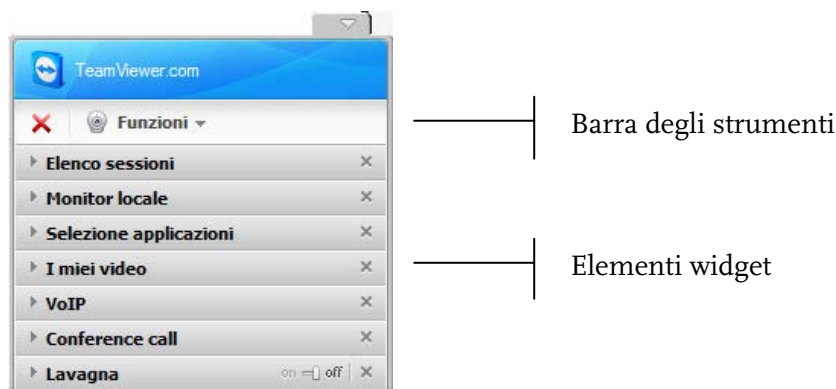 TeamViewer.com
Funzioni
Barra degli strumenti
Elenco sessioni
Monitor locale
Selezione applicazioni
I miei video
Elementi widget
VoIP
Conference call
Lavagna on off